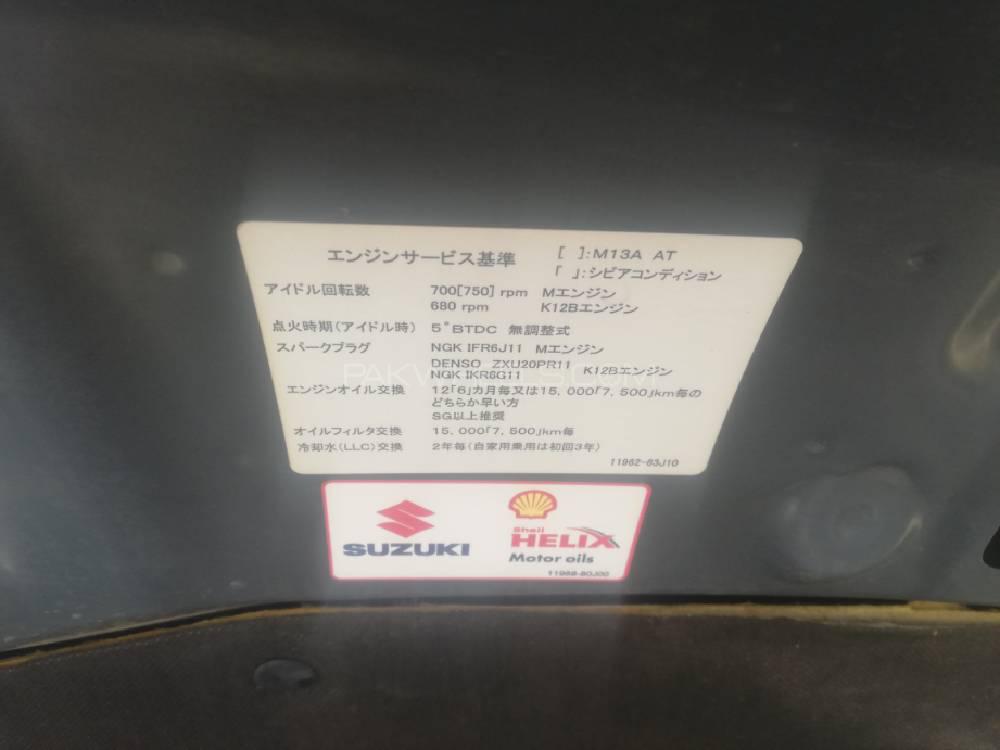 エンジンサービス基準 [ ]:M13A AT
「 」:シビアコンディション
アイドル回転数 700[750] rpm Mエンジン
680 rpm K12Bエンジン
点火時期(アイドル時) 5°BTDC 無調整式
スパークプラグ NGK IFR6J11 Mエンジン
DENSO ZXU20PR11
NGK IKR6G11 K12Bエンジン
エンジンオイル交換 12「6」カ月毎又は15,000「7,500」km毎の
どちらか早い方
SG以上推奨
オイルフィルタ交換 15,000「7,500」km毎
冷却水(LLC)交換 2年毎(自家用乗用は初回3年)
11962-63J10
SUZUKI
Shell
HELIX
Motor oils
PAKWHEELS.COM